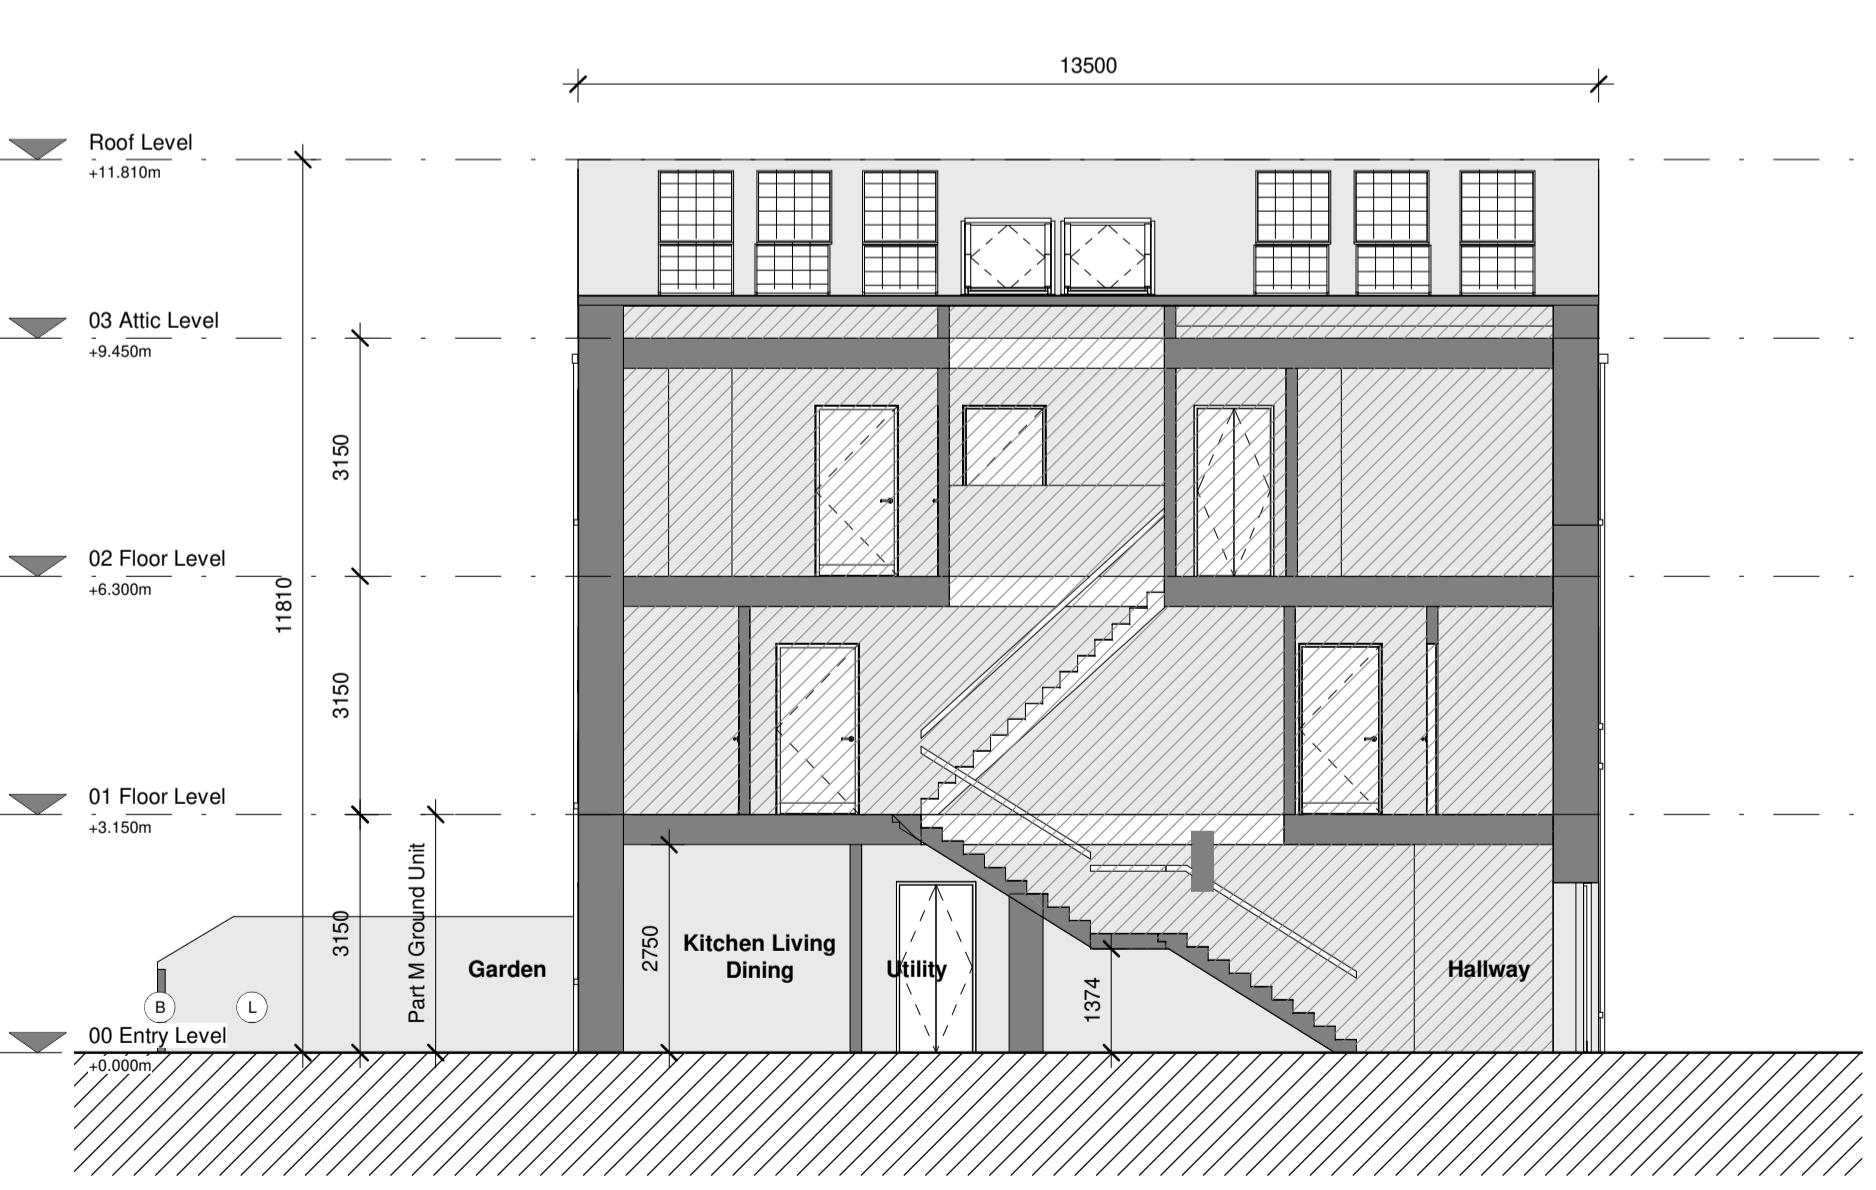 13500
Roof Level
+11.810m
03 Attic Level
+9.450m
3150
02 Floor Level
+6.300m
11810
3150
01 Floor Level
+3.150m
Part M Ground Unit
3150
2750
Kitchen Living
Dining
Garden
Utility
1374
Hallway
B
L
00 Entry Level
+0.000m